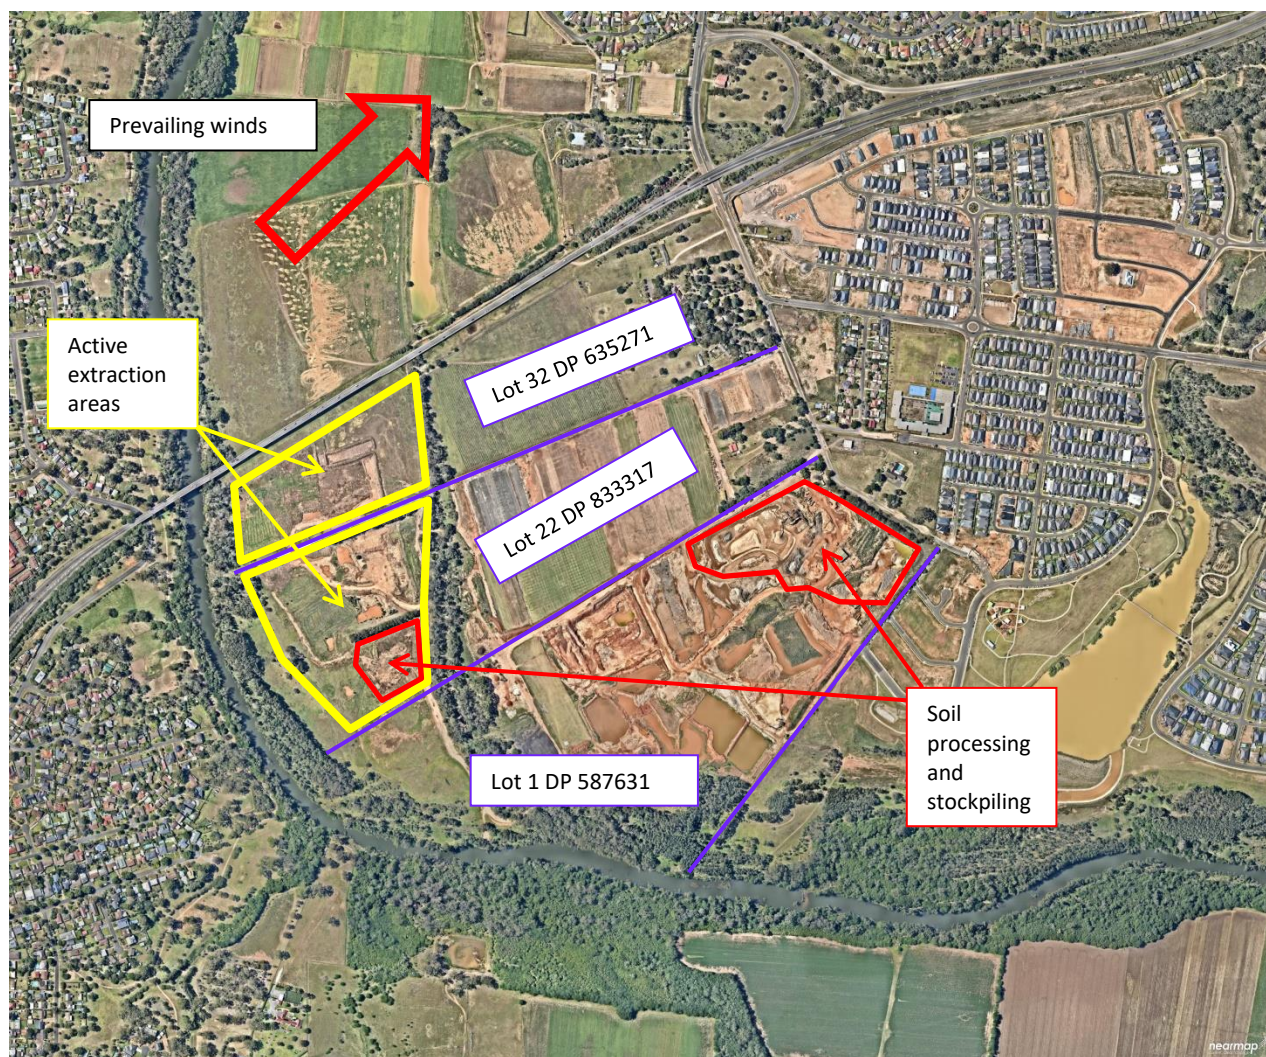 Prevailing winds
Active
extraction
areas
Lot 32 DP 635271
Lot 22 DP 833317
Lot 1 DP 587631
Soil
processing
and
stockpiling
nearmap